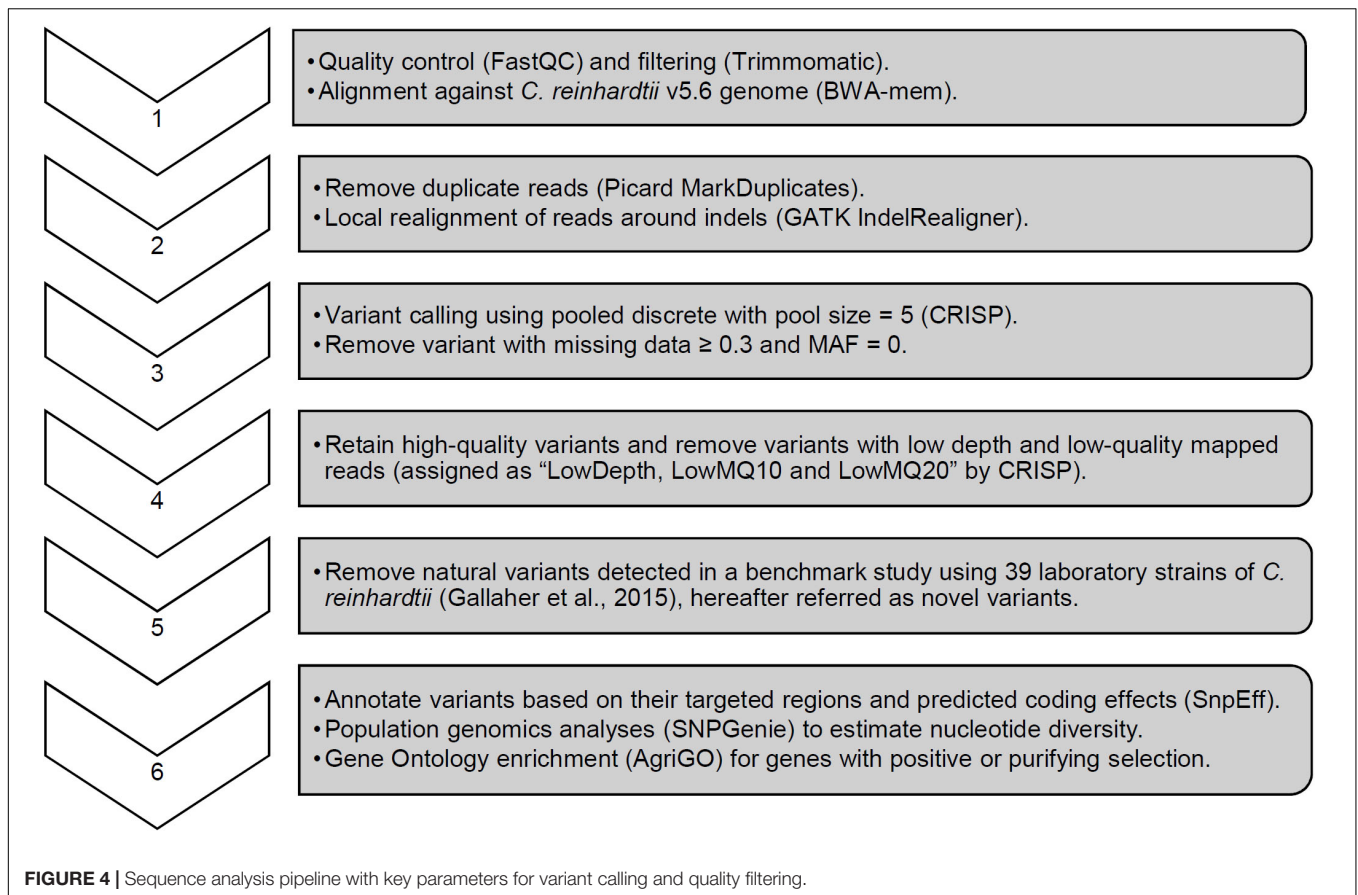 1
•Quality control (FastQC) and filtering (Trimmomatic).
•Alignment against C. reinhardtii v5.6 genome (BWA-mem).
2
•Remove duplicate reads (Picard MarkDuplicates).
•Local realignment of reads around indels (GATK IndelRealigner).
3
•Variant calling using pooled discrete with pool size = 5 (CRISP).
•Remove variant with missing data ≥ 0.3 and MAF = 0.
4
•Retain high-quality variants and remove variants with low depth and low-quality mapped
reads (assigned as “LowDepth, LowMQ10 and LowMQ20” by CRISP).
5
•Remove natural variants detected in a benchmark study using 39 laboratory strains of C.
reinhardtii (Gallaher et al., 2015), hereafter referred as novel variants.
6
•Annotate variants based on their targeted regions and predicted coding effects (SnpEff).
•Population genomics analyses (SNPGenie) to estimate nucleotide diversity.
•Gene Ontology enrichment (AgriGO) for genes with positive or purifying selection.
FIGURE 4 | Sequence analysis pipeline with key parameters for variant calling and quality filtering.